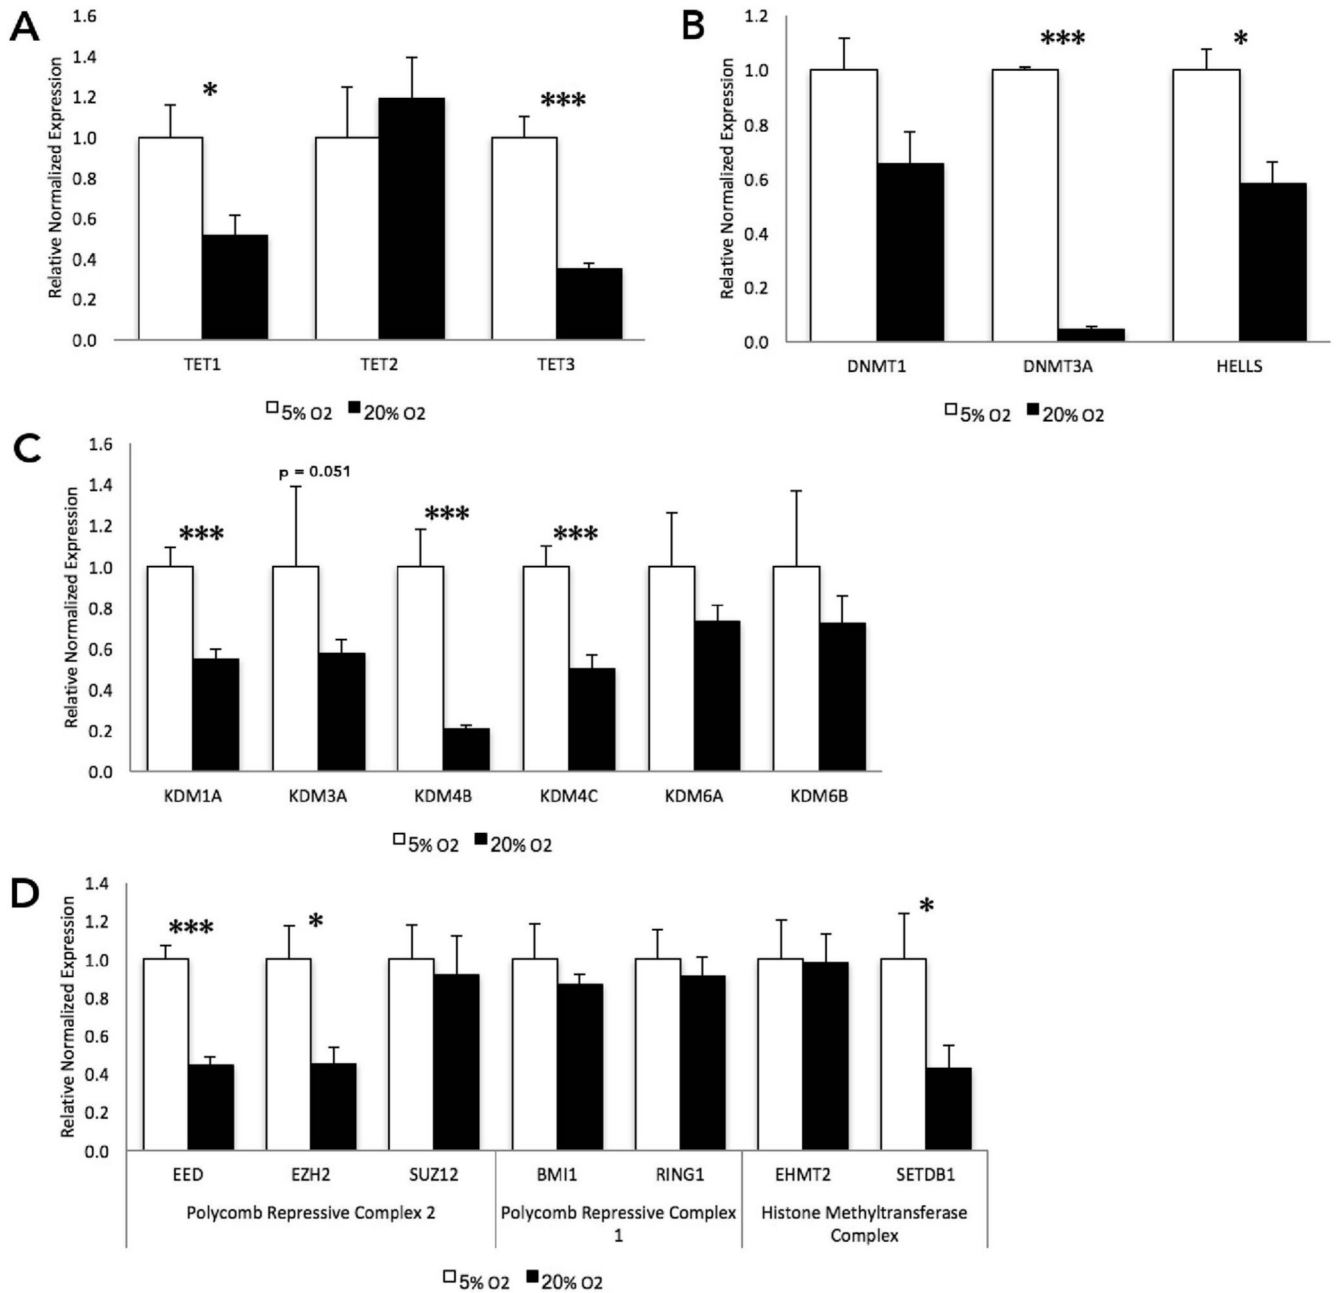 A
Relative Normalized Expression
1.6
1.4
1.2
1.0
0.8
0.6
0.4
0.2
0.0
*
***
TET1 TET2 TET3
5% O2 20% O2
B
Relative Normalized Expression
1.2
1.0
0.8
0.6
0.4
0.2
0.0
***
*
DNMT1 DNMT3A HELLS
5% O2 20% O2
C
Relative Normalized Expression
1.6
1.4
1.2
1.0
0.8
0.6
0.4
0.2
0.0
***
p = 0.051
***
***
KDM1A KDM3A KDM4B KDM4C KDM6A KDM6B
5% O2 20% O2
D
Relative Normalized Expression
1.4
1.2
1.0
0.8
0.6
0.4
0.2
0.0
***
*
*
EED EZH2 SUZ12 BMI1 RING1 EHMT2 SETDB1
Polycomb Repressive Complex 2
Polycomb Repressive Complex
1
Histone Methyltransferase
Complex
5% O2 20% O2